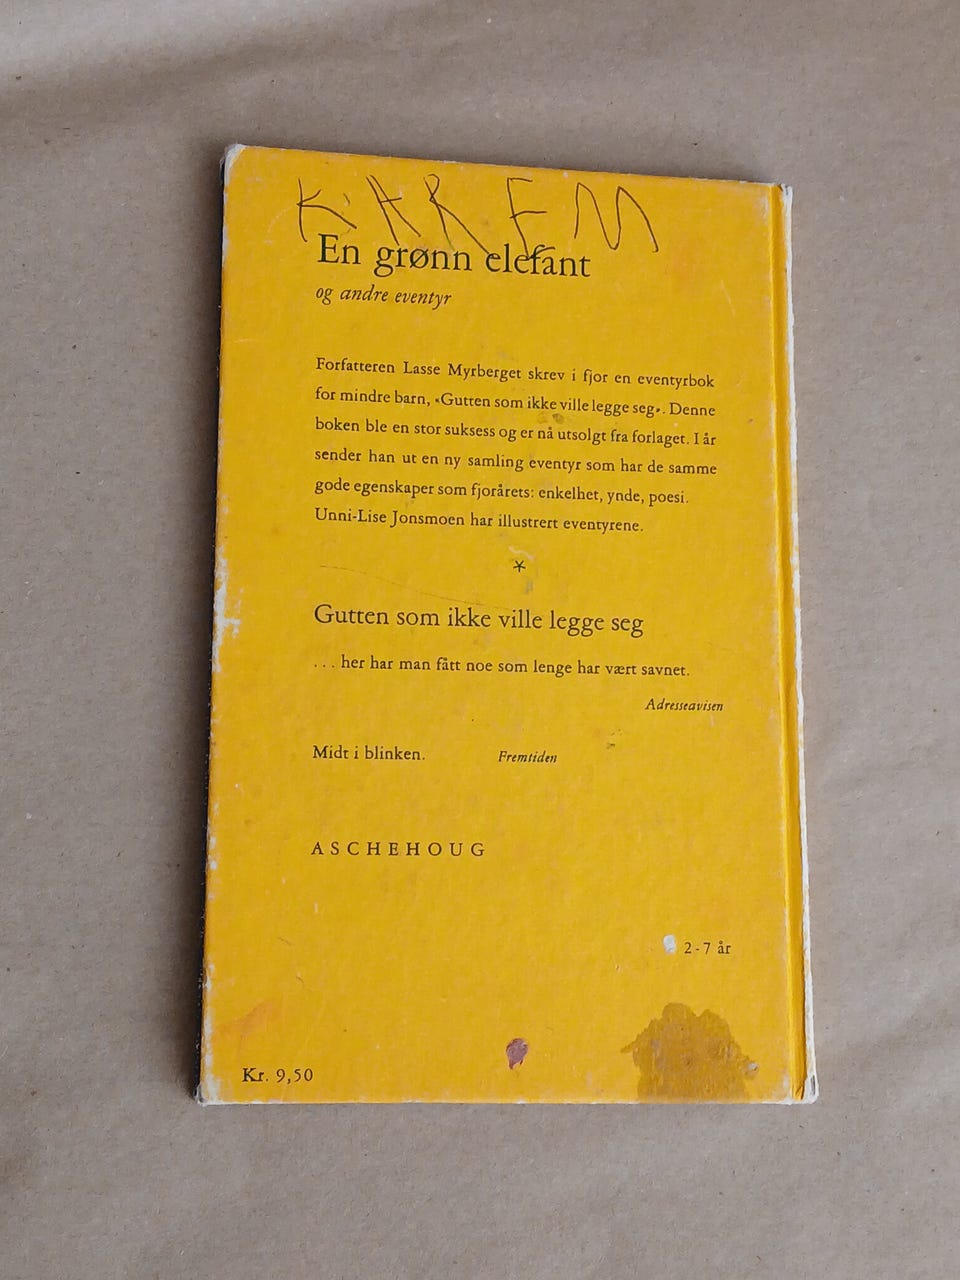 KAREM
En grønn elefant
og andre eventyr
Forfatteren Lasse Myrberget skrev i fjor en eventyrbok
for mindre barn, «Gutten som ikke ville legge seg». Denne
boken ble en stor suksess og er nå utsolgt fra forlaget. I år
sender han ut en ny samling eventyr som har de samme
gode egenskaper som fjorårets: enkelhet, ynde, poesi.
Unni-Lise Jonsmoen har illustrert eventyrene.
*
Gutten som ikke ville legge seg
... her har man fått noe som lenge har vært savnet.
Adresseavisen
Midt i blinken. Fremtiden
ASCHEHOUG
2-7 år
Kr. 9,50